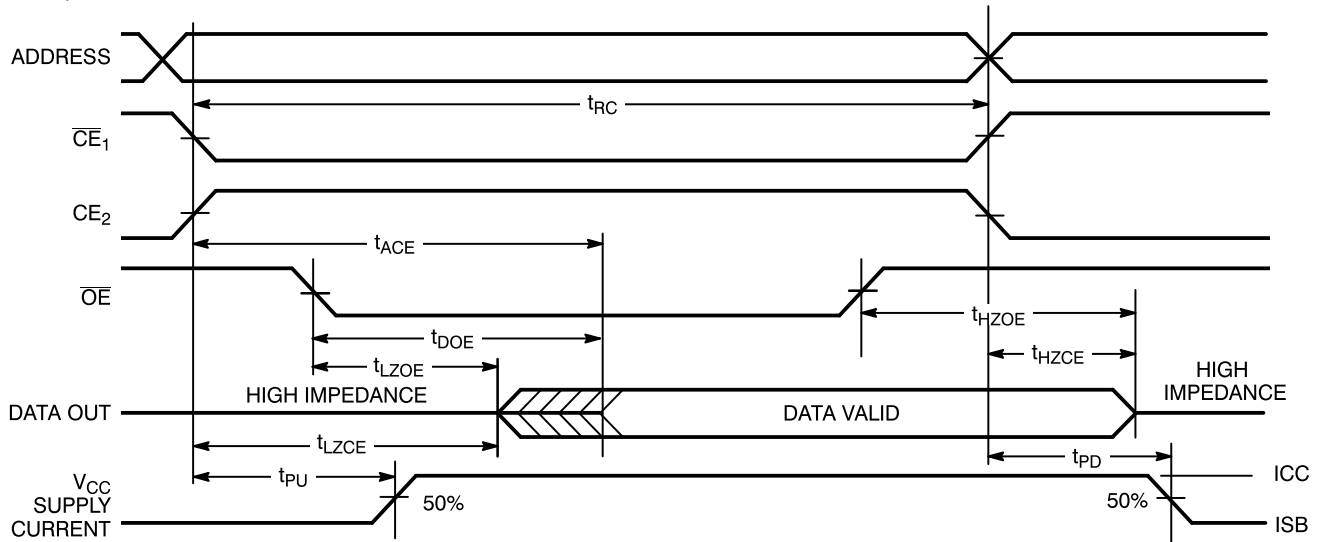 ADDRESS
tRC
CE1
CE2
tACE
OE
tHZOE
tDOE
tHZCE
tLZOE
HIGH IMPEDANCE
HIGH
IMPEDANCE
DATA OUT
DATA VALID
tLZCE
tPD
tPU
VCC
SUPPLY
CURRENT
50%
50%
ICC
ISB